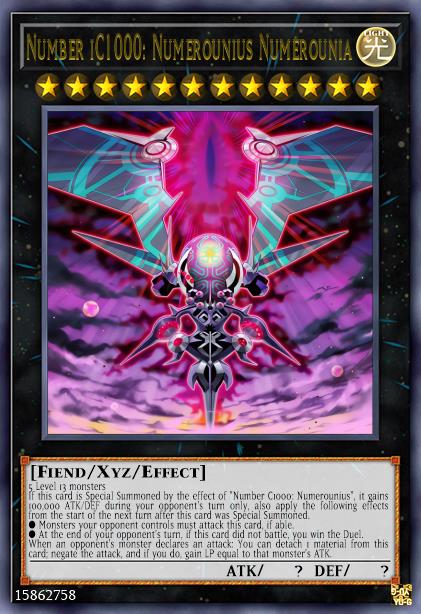 Number iC1000: Numerounius Numerounia
LIGHT
光
[Fiend/Xyz/Effect]
5 Level 13 monsters
If this card is Special Summoned by the effect of "Number C1000: Numerounius", it gains
100,000 ATK/DEF during your opponent's turn only, also apply the following effects
from the start of the next turn after this card was Special Summoned.
● Monsters your opponent controls must attack this card, if able.
● At the end of your opponent's turn, if this card did not battle, you win the Duel.
When an opponent's monster declares an attack: You can detach 1 material from this
card; negate the attack, and if you do, gain LP equal to that monster's ATK.
ATK/ ? DEF/ ?
15862758